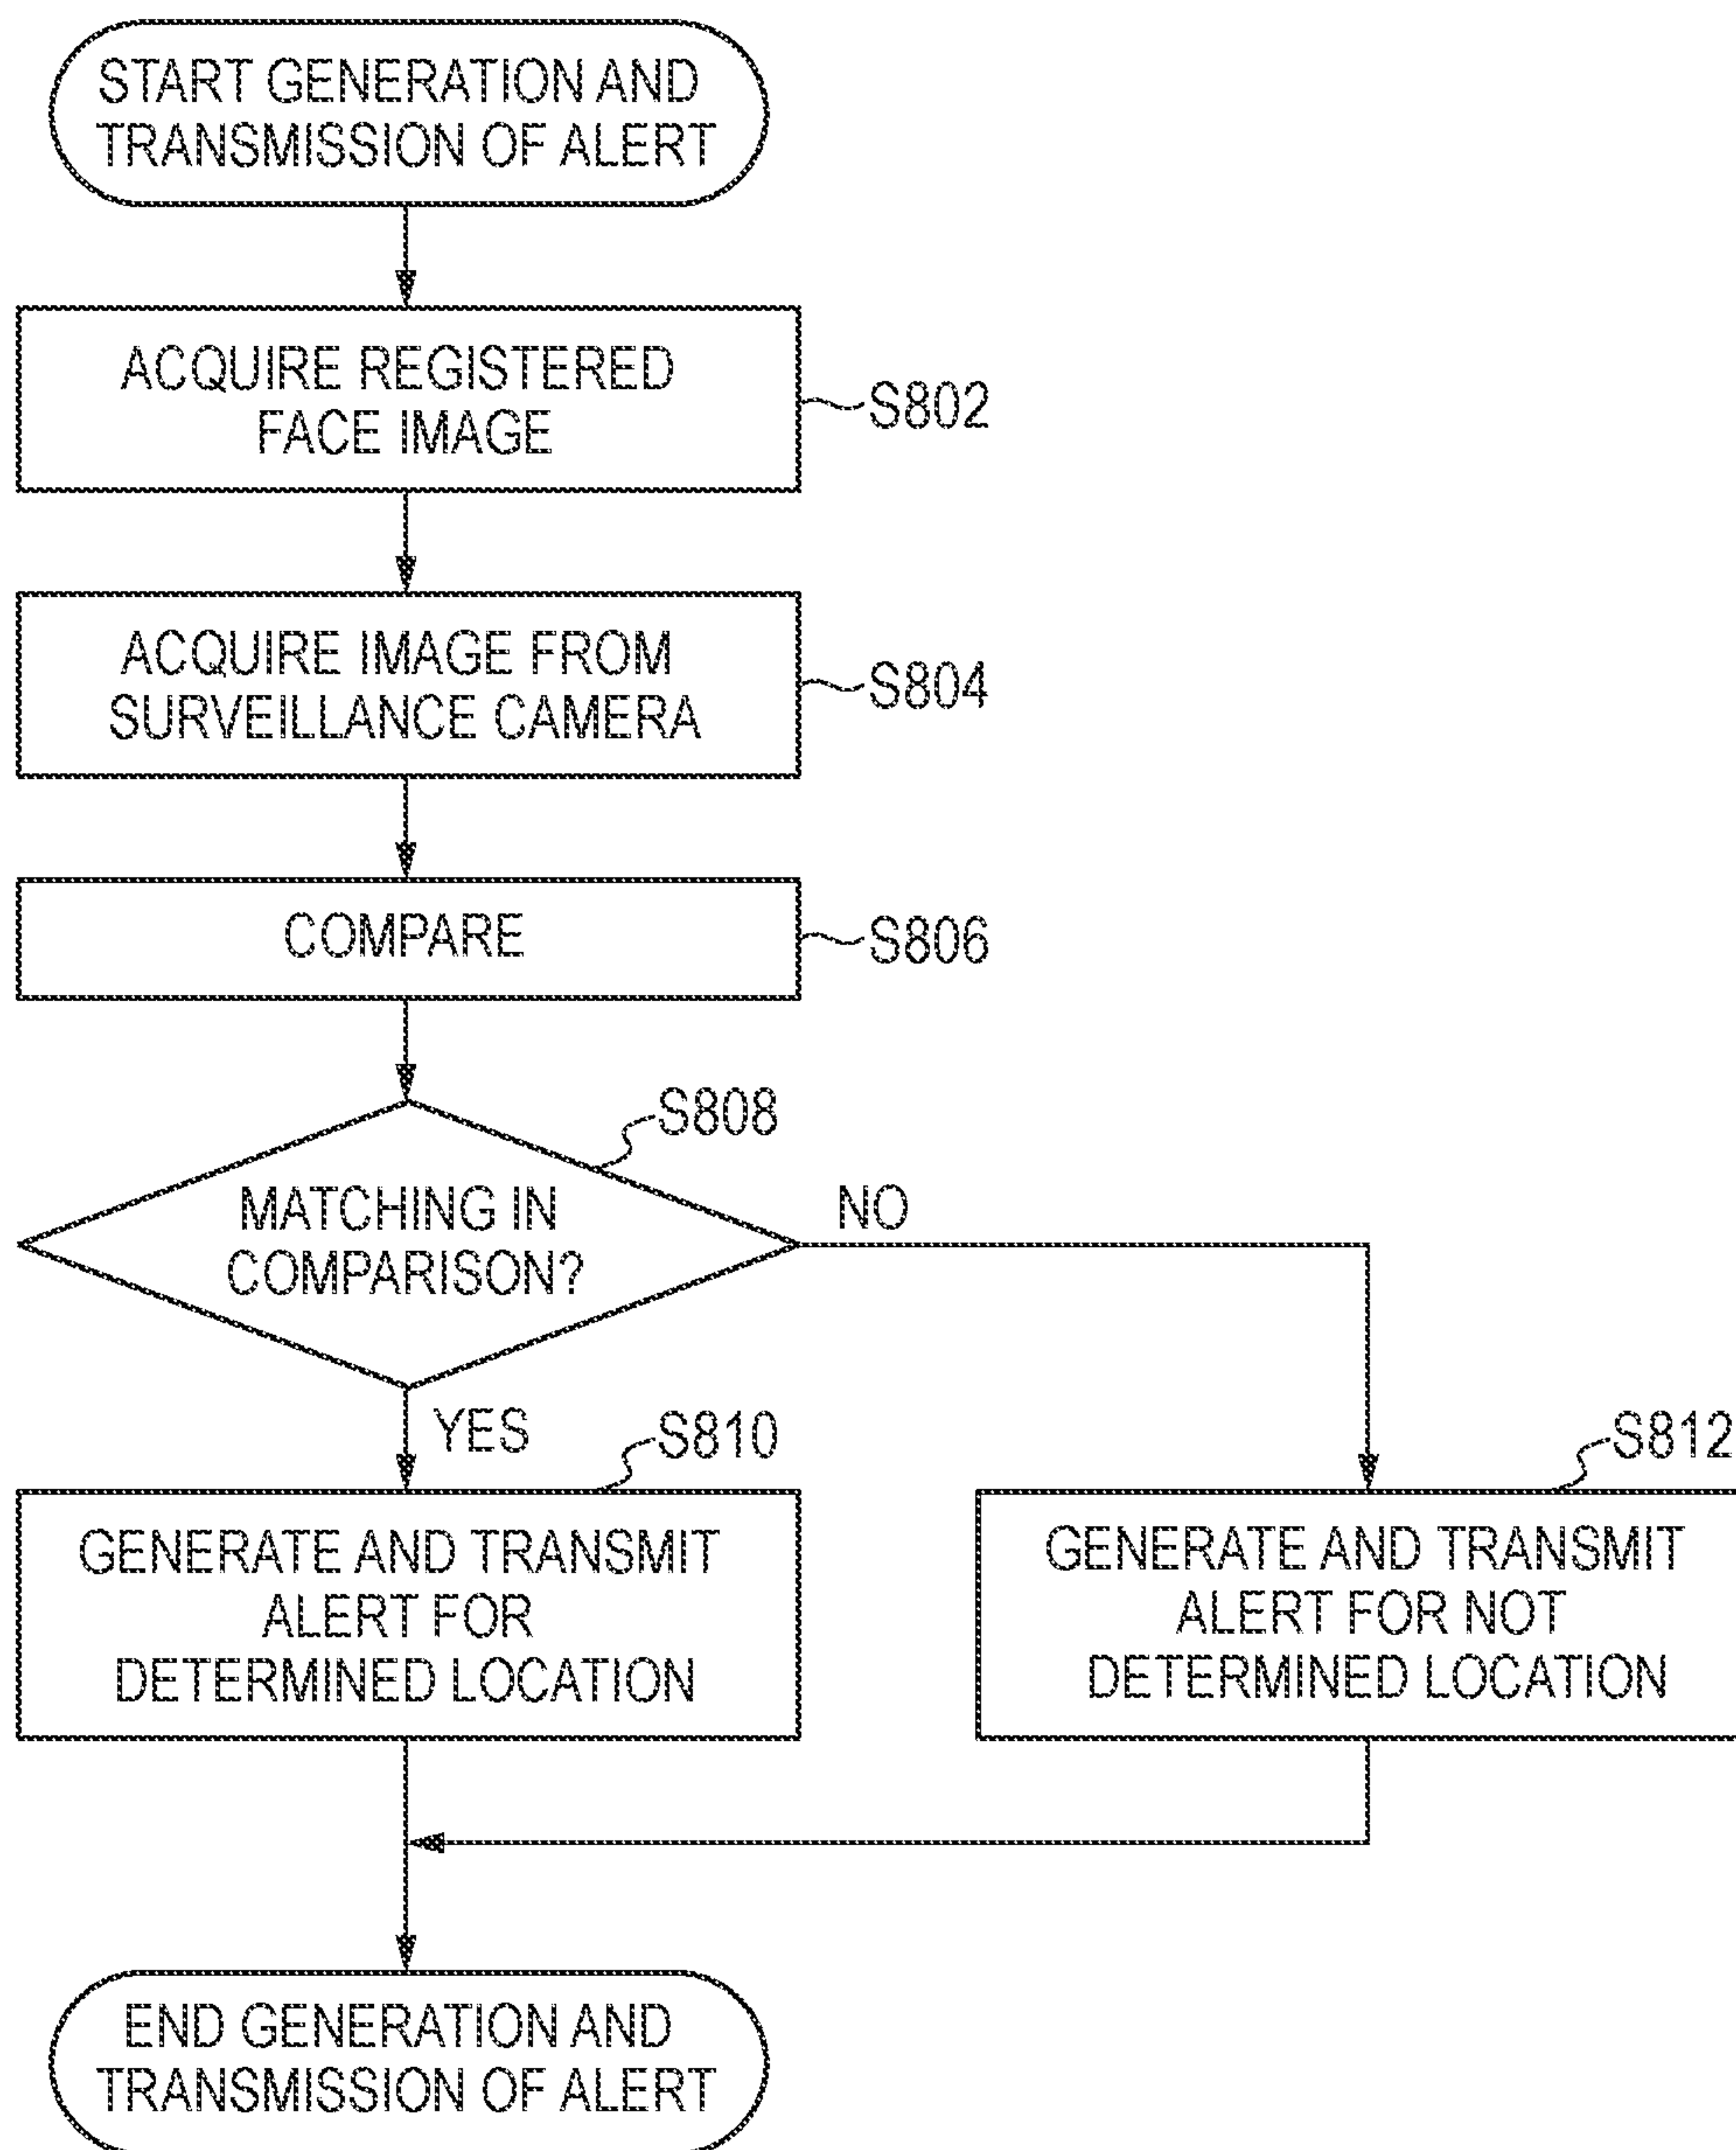 START GENERATION AND
TRANSMISSION OF ALERT
ACQUIRE REGISTERED
FACE IMAGE
S802
ACQUIRE IMAGE FROM
SURVEILLANCE CAMERA
S804
COMPARE
S806
S808
MATCHING IN
COMPARISON?
NO
YES
S810
GENERATE AND TRANSMIT
ALERT FOR
DETERMINED LOCATION
S812
GENERATE AND TRANSMIT
ALERT FOR NOT
DETERMINED LOCATION
END GENERATION AND
TRANSMISSION OF ALERT